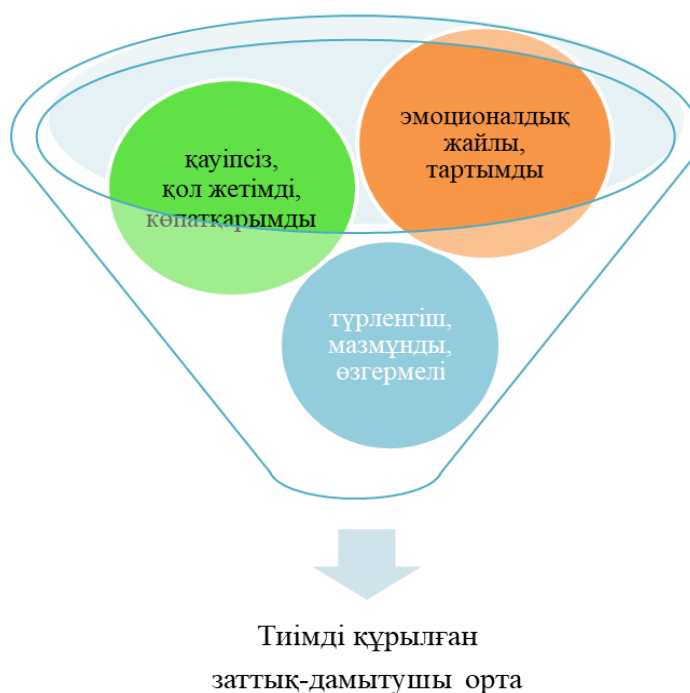 қауіпсіз,
қол жетімді,
көпатқарымды
эмоционалдық
жайлы,
тартымды
түрленгіш,
мазмұнды,
өзгермелі
Тиімді құрылған
заттық-дамытушы орта